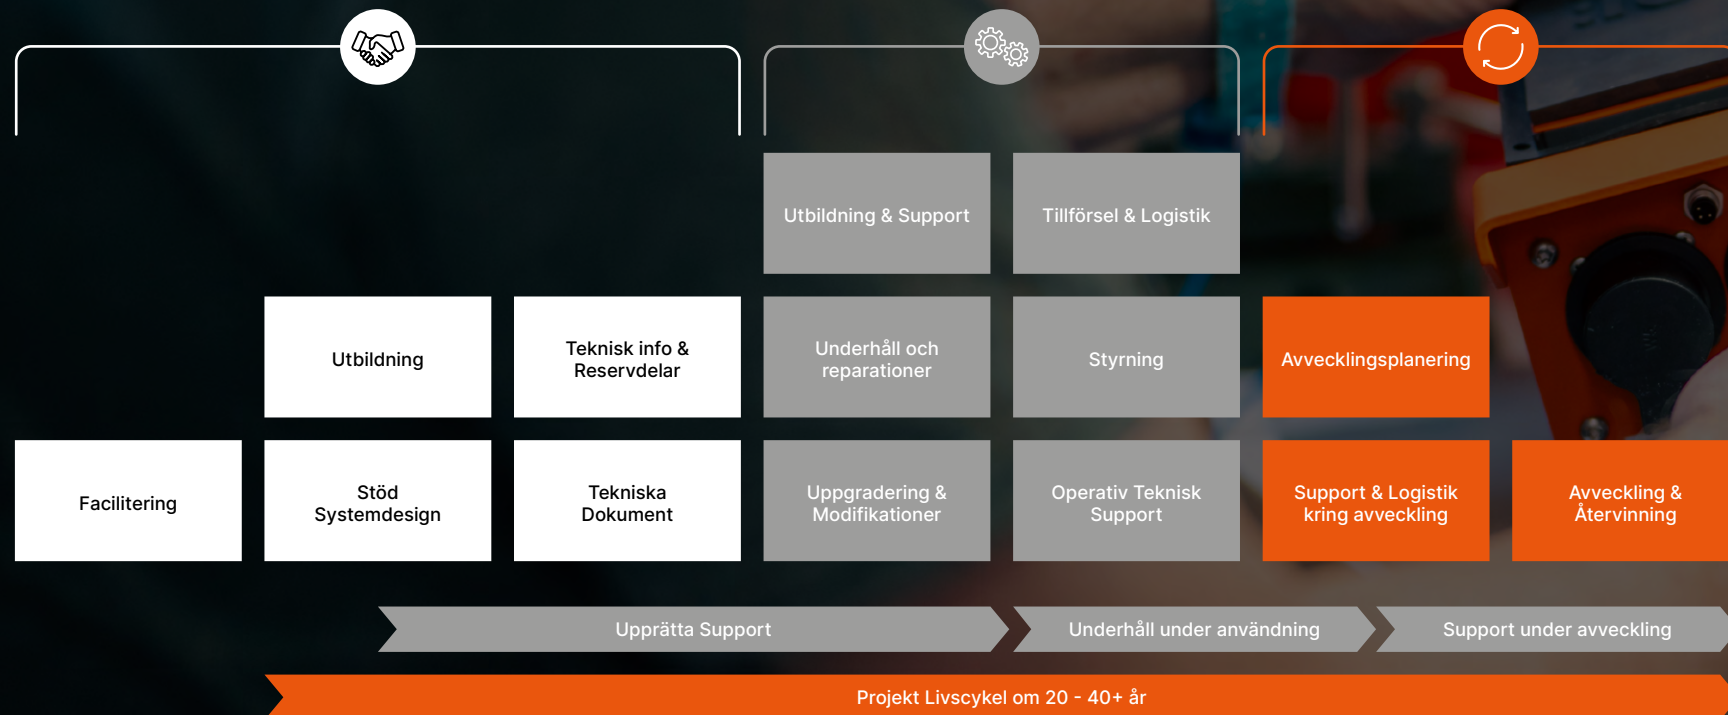 Utbildning & Support
Tillförsel & Logistik
Utbildning
Teknisk info &
Reservdelar
Underhåll och
reparationer
Styrning
Avvecklingsplanering
Facilitering
Stöd
Systemdesign
Tekniska
Dokument
Uppgradering &
Modifikationer
Operativ Teknisk
Support
Support & Logistik
kring avveckling
Avveckling &
Återvinning
Upprätta Support
Underhåll under användning
Support under avveckling
Projekt Livscykel om 20 - 40+ år